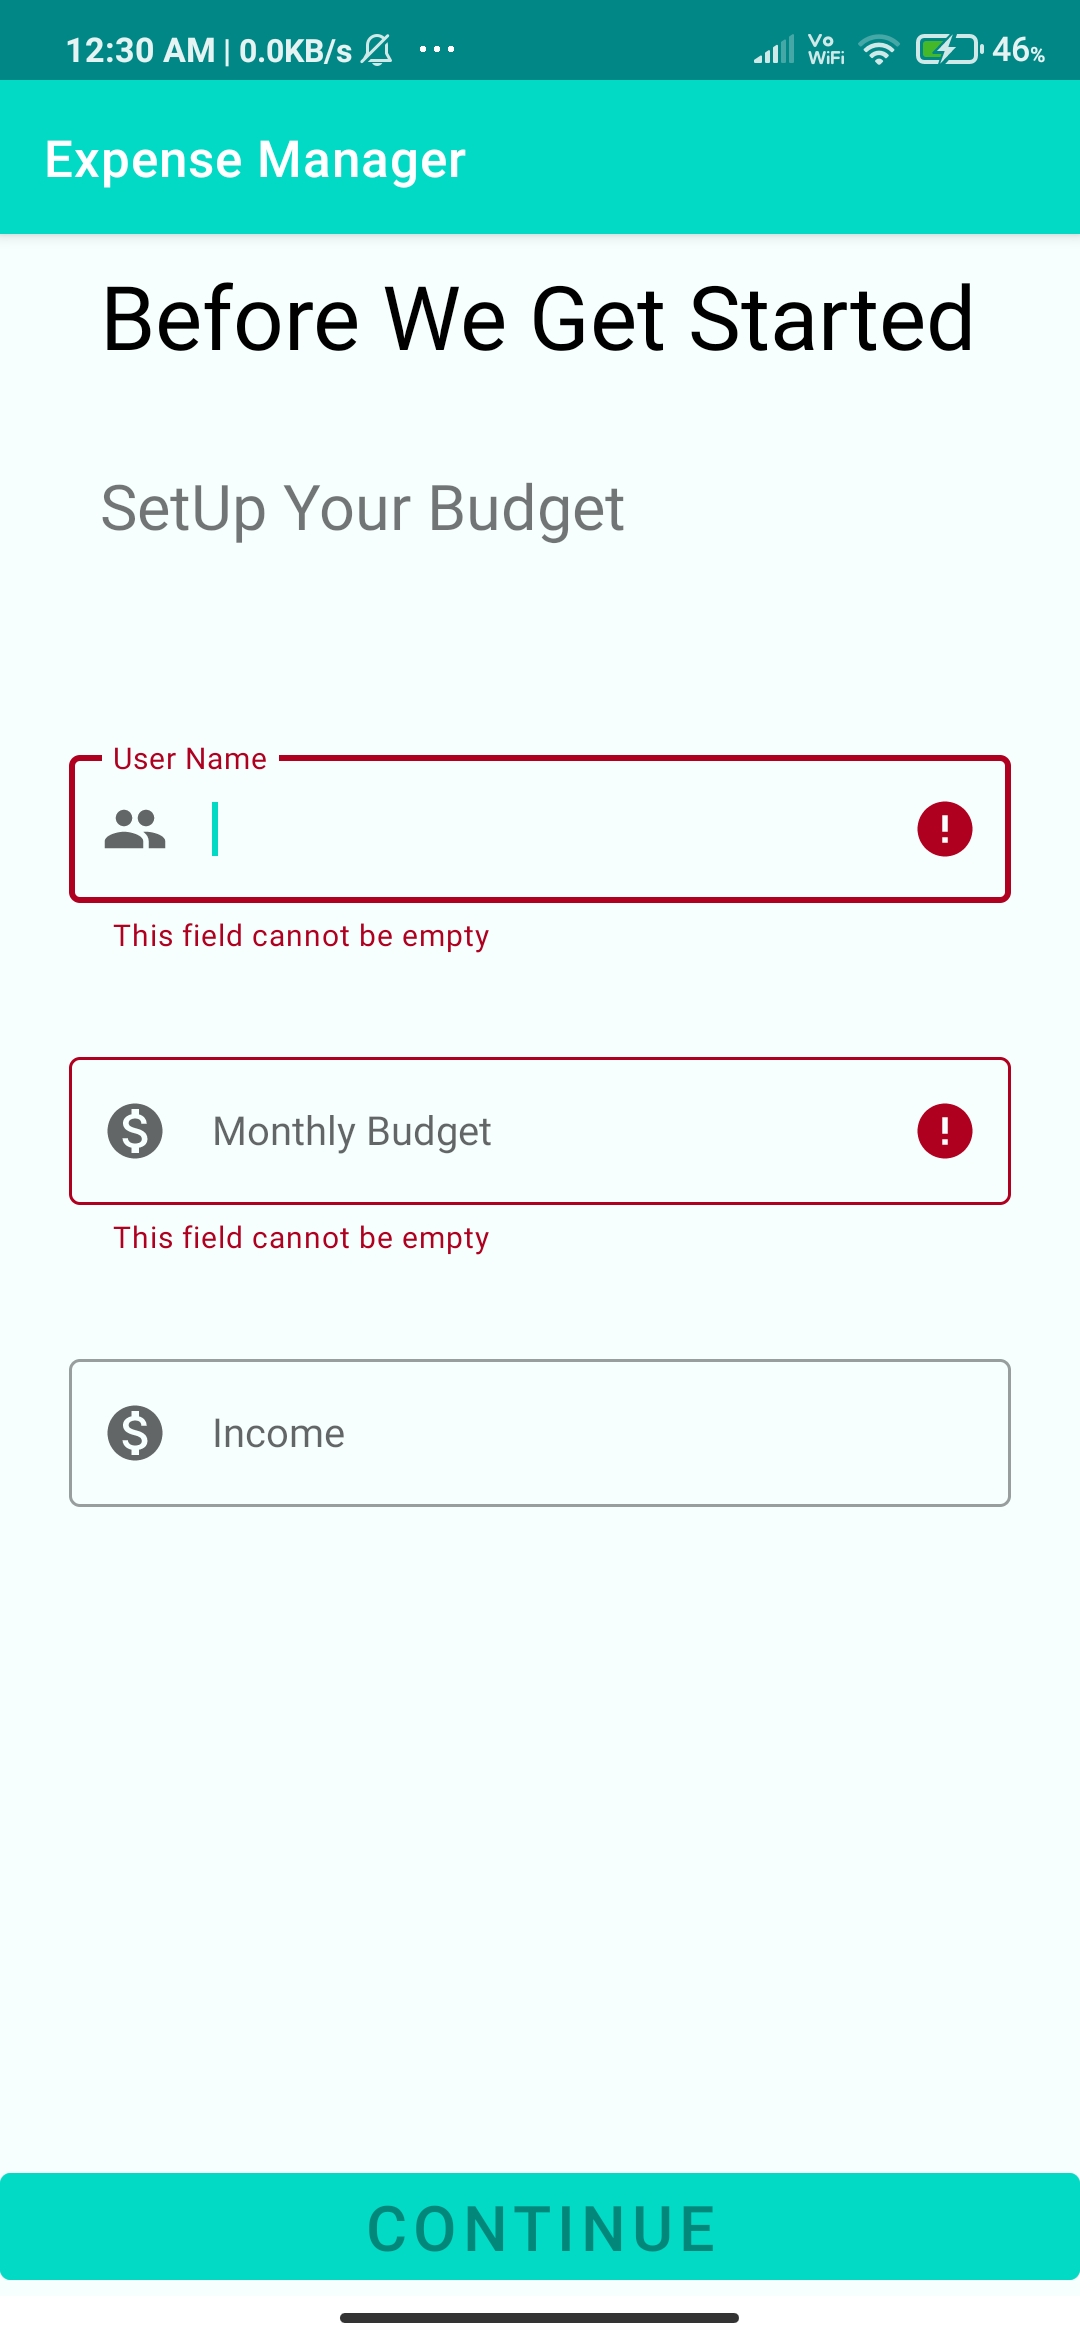 12:30 AM | 0.0KB/s ... Vo WiFi 46%
Expense Manager
Before We Get Started
SetUp Your Budget
User Name
This field cannot be empty
Monthly Budget
This field cannot be empty
Income
CONTINUE